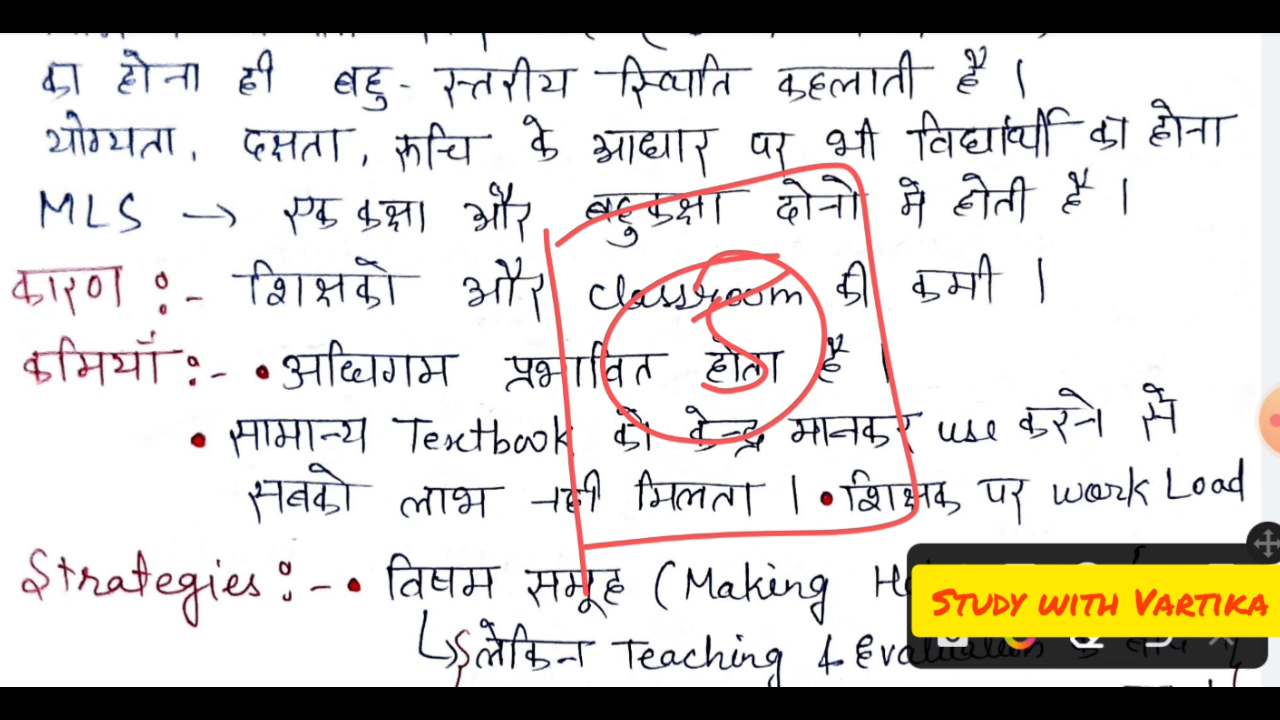 का होना ही बहु - स्तरीय स्थिति कहलाती है ।
योग्यता, दक्षता, रूचि के आधार पर भी विद्यार्थी का होना
MLS → एक कक्षा और बहुकक्षा दोनो मे होती है ।
कारण :- शिक्षको और classroom की कमी ।
कमियाँ :- • अधिगम प्रभावित होता है ।
• सामान्य Textbook को केन्द्र मानकर use करने से
सबको लाभ नही मिलता । • शिक्षक पर work Load
Strategies :- • विषम समूह (Making
STUDY WITH VARTIKA
↳ लेकिन Teaching & Evaluation के
5